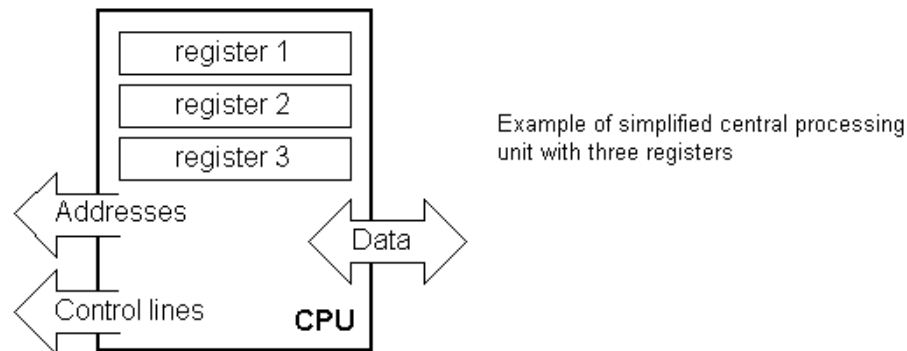 register 1
register 2
register 3
Addresses
Data
Control lines
CPU
Example of simplified central processing
unit with three registers